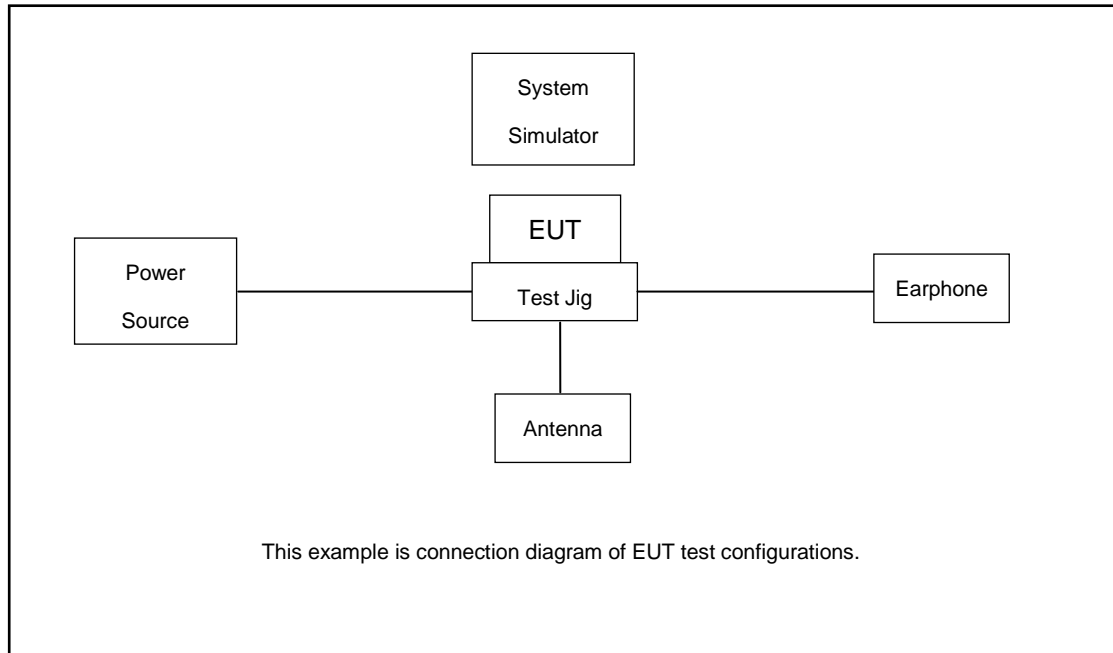 System
Simulator
EUT
Power
Source
Test Jig
Earphone
Antenna
This example is connection diagram of EUT test configurations.